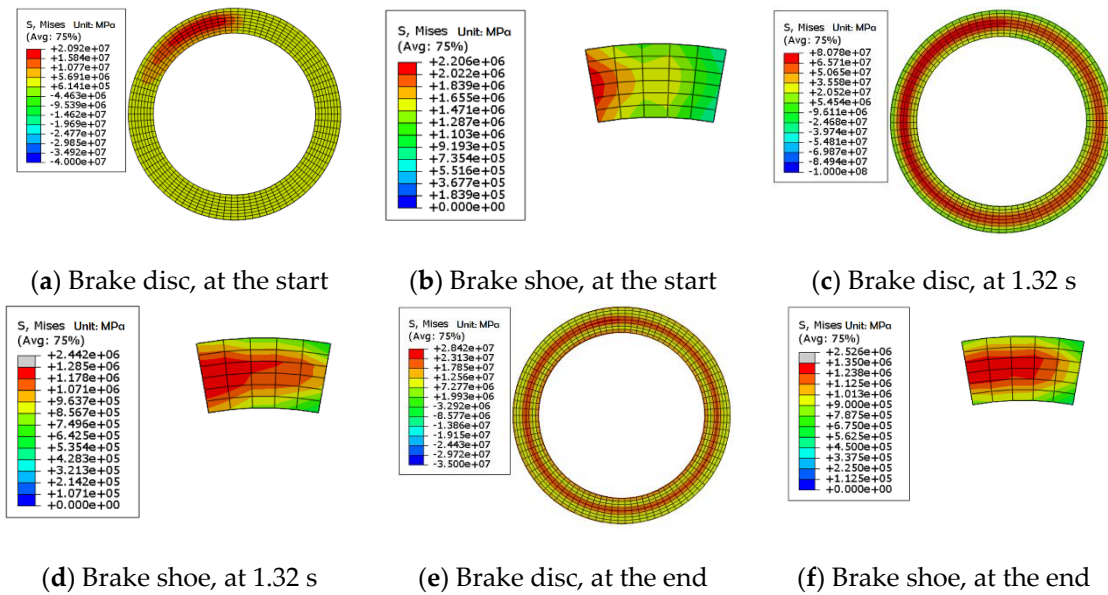 S, Mises Unit: MPa
(Avg: 75%)
+2.092e+07
+1.584e+07
+1.077e+07
+5.691e+06
+6.141e+05
-4.463e+06
-9.539e+06
-1.462e+07
-1.969e+07
-2.477e+07
-2.985e+07
-3.492e+07
-4.000e+07
(a) Brake disc, at the start
S, Mises Unit: MPa
(Avg: 75%)
+2.206e+06
+2.022e+06
+1.839e+06
+1.655e+06
+1.471e+06
+1.287e+06
+1.103e+06
+9.193e+05
+7.354e+05
+5.516e+05
+3.677e+05
+1.839e+05
+0.000e+00
(b) Brake shoe, at the start
S, Mises Unit: MPa
(Avg: 75%)
+8.078e+07
+6.571e+07
+5.065e+07
+3.558e+07
+2.052e+07
+5.454e+06
-9.611e+06
-2.468e+07
-3.974e+07
-5.481e+07
-6.987e+07
-8.494e+07
-1.000e+08
(c) Brake disc, at 1.32 s
S, Mises Unit: MPa
(Avg: 75%)
+2.442e+06
+1.285e+06
+1.178e+06
+1.071e+06
+9.637e+05
+8.567e+05
+7.496e+05
+6.425e+05
+5.354e+05
+4.283e+05
+3.213e+05
+2.142e+05
+1.071e+05
+0.000e+00
(d) Brake shoe, at 1.32 s
S, Mises Unit: MPa
(Avg: 75%)
+2.842e+07
+2.313e+07
+1.785e+07
+1.256e+07
+7.277e+06
+1.993e+06
-3.292e+06
-8.577e+06
-1.386e+07
-1.915e+07
-2.443e+07
-2.972e+07
-3.500e+07
(e) Brake disc, at the end
S, Mises Unit: MPa
(Avg: 75%)
+2.526e+06
+1.350e+06
+1.238e+06
+1.125e+06
+1.013e+06
+9.000e+05
+7.875e+05
+6.750e+05
+5.625e+05
+4.500e+05
+3.375e+05
+2.250e+05
+1.125e+05
+0.000e+00
(f) Brake shoe, at the end